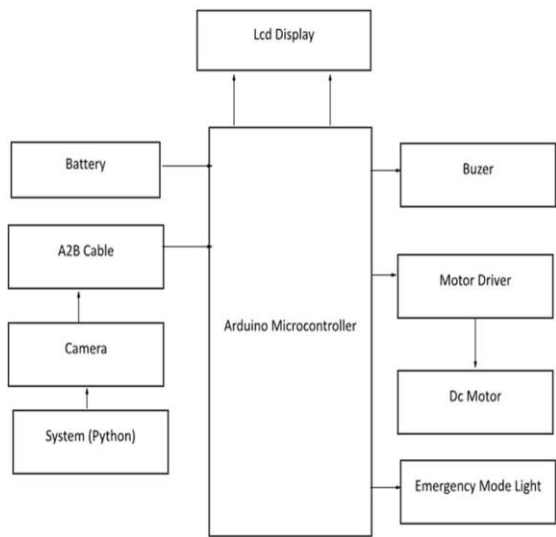 Lcd Display
Battery
Buzer
A2B Cable
Motor Driver
Arduino Microcontroller
Camera
Dc Motor
System (Python)
Emergency Mode Light